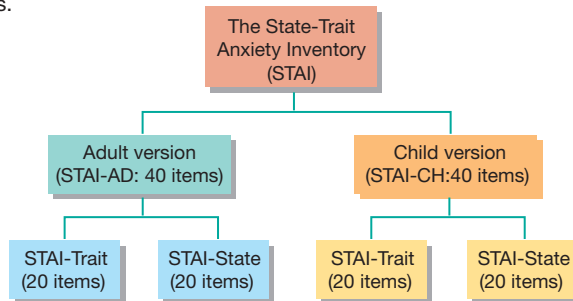 s.
The State-Trait
Anxiety Inventory
(STAI)
Adult version
(STAI-AD: 40 items)
Child version
(STAI-CH:40 items)
STAI-Trait
(20 items)
STAI-State
(20 items)
STAI-Trait
(20 items)
STAI-State
(20 items)